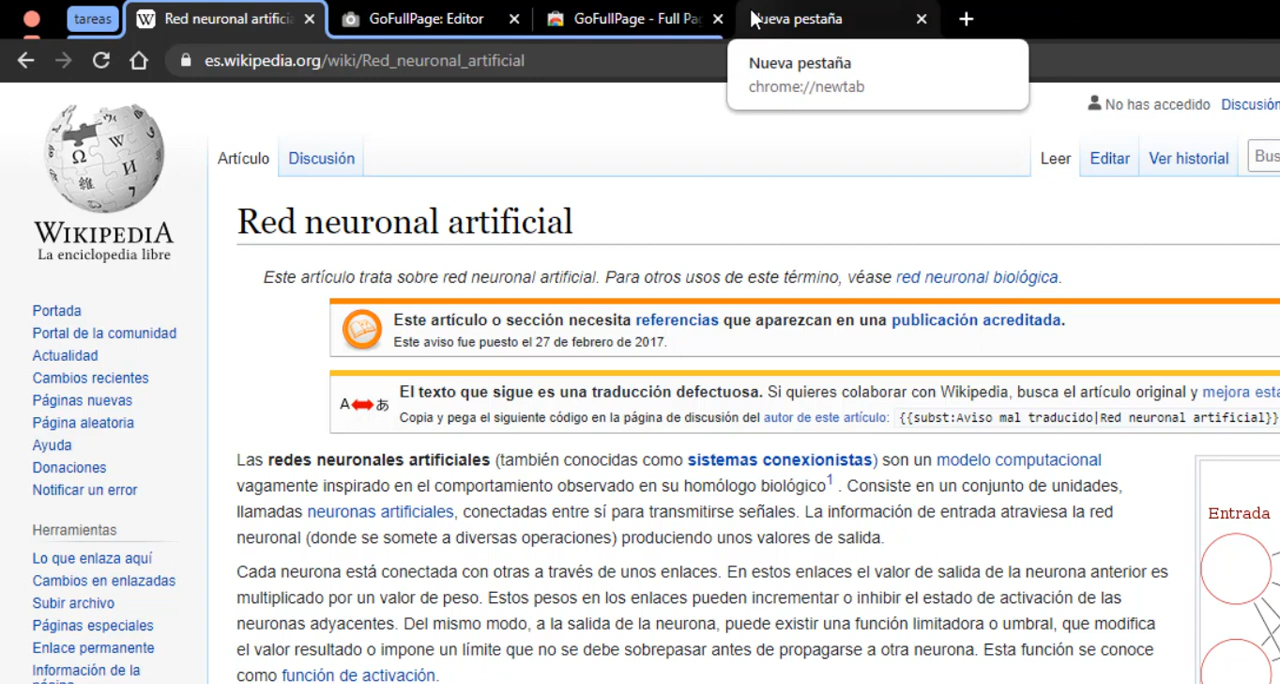 tareas
Red neuronal artificia
GoFullPage: Editor
GoFullPage - Full Pa
Nueva pestaña
es.wikipedia.org/wiki/Red_neuronal_artificial
Nueva pestaña
chrome://newtab
No has accedido Discusión
WIKIPEDIA
La enciclopedia libre
Artículo Discusión
Leer Editar Ver historial Bus
Red neuronal artificial
Este artículo trata sobre red neuronal artificial. Para otros usos de este término, véase red neuronal biológica.
Este artículo o sección necesita referencias que aparezcan en una publicación acreditada.
Este aviso fue puesto el 27 de febrero de 2017.
El texto que sigue es una traducción defectuosa. Si quieres colaborar con Wikipedia, busca el artículo original y mejora esta
Copia y pega el siguiente código en la página de discusión del autor de este artículo: {{subst:Aviso mal traducido|Red neuronal artificial}}
Portada
Portal de la comunidad
Actualidad
Cambios recientes
Páginas nuevas
Página aleatoria
Ayuda
Donaciones
Notificar un error
Herramientas
Lo que enlaza aquí
Cambios en enlazadas
Subir archivo
Páginas especiales
Enlace permanente
Información de la
página
Las redes neuronales artificiales (también conocidas como sistemas conexionistas) son un modelo computacional
vagamente inspirado en el comportamiento observado en su homólogo biológico1 . Consiste en un conjunto de unidades,
llamadas neuronas artificiales, conectadas entre sí para transmitirse señales. La información de entrada atraviesa la red
neuronal (donde se somete a diversas operaciones) produciendo unos valores de salida.
Cada neurona está conectada con otras a través de unos enlaces. En estos enlaces el valor de salida de la neurona anterior es
multiplicado por un valor de peso. Estos pesos en los enlaces pueden incrementar o inhibir el estado de activación de las
neuronas adyacentes. Del mismo modo, a la salida de la neurona, puede existir una función limitadora o umbral, que modifica
el valor resultado o impone un límite que no se debe sobrepasar antes de propagarse a otra neurona. Esta función se conoce
como función de activación.
Entrada